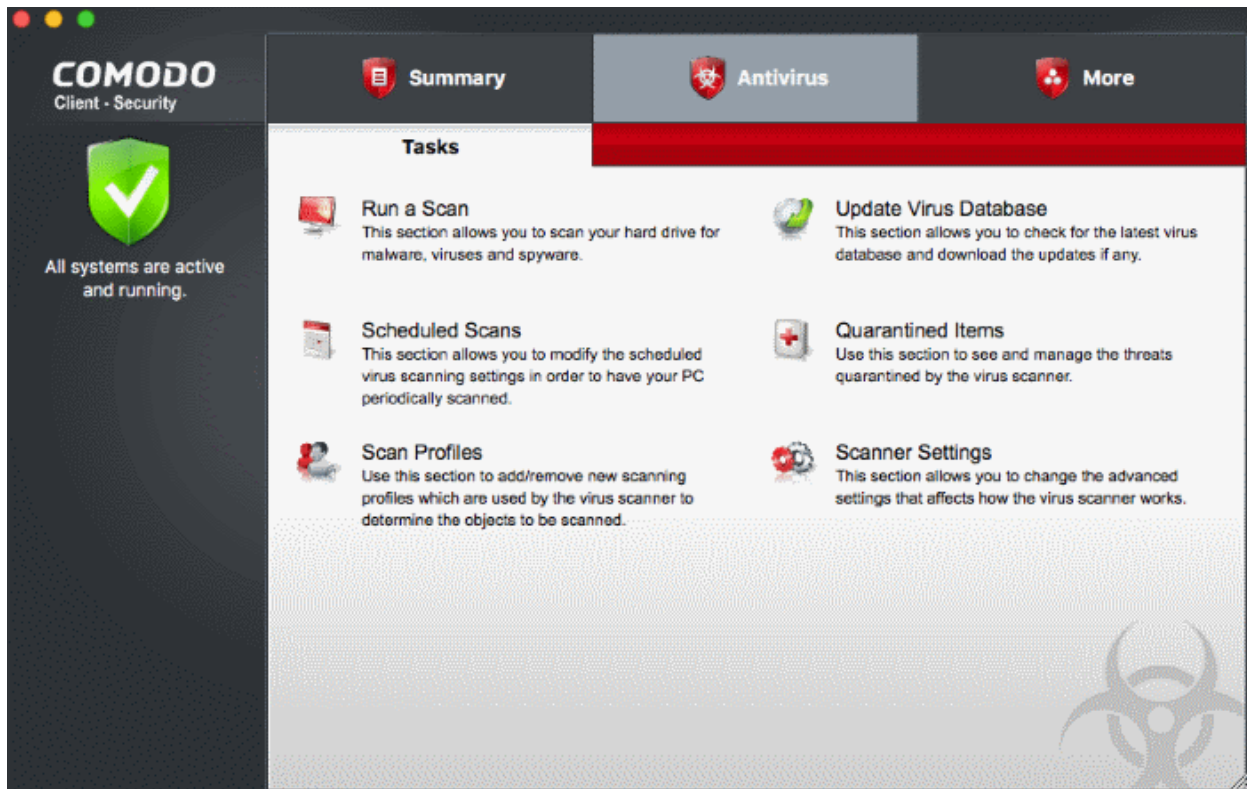 COMODO
Client - Security
Summary
Antivirus
More
All systems are active
and running.
Tasks
Run a Scan
This section allows you to scan your hard drive for
malware, viruses and spyware.
Update Virus Database
This section allows you to check for the latest virus
database and download the updates if any.
Scheduled Scans
This section allows you to modify the scheduled
virus scanning settings in order to have your PC
periodically scanned.
Quarantined Items
Use this section to see and manage the threats
quarantined by the virus scanner.
Scan Profiles
Use this section to add/remove new scanning
profiles which are used by the virus scanner to
determine the objects to be scanned.
Scanner Settings
This section allows you to change the advanced
settings that affects how the virus scanner works.